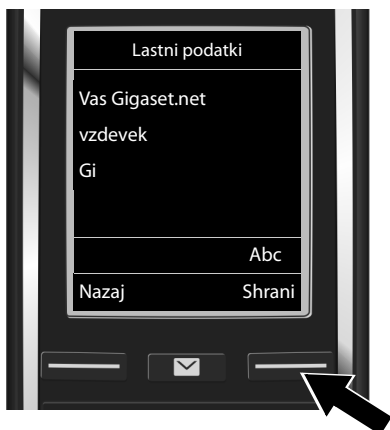 Lastni podatki
Vas Gigaset.net
vzdevek
Gi
Abc
Nazaj Shrani